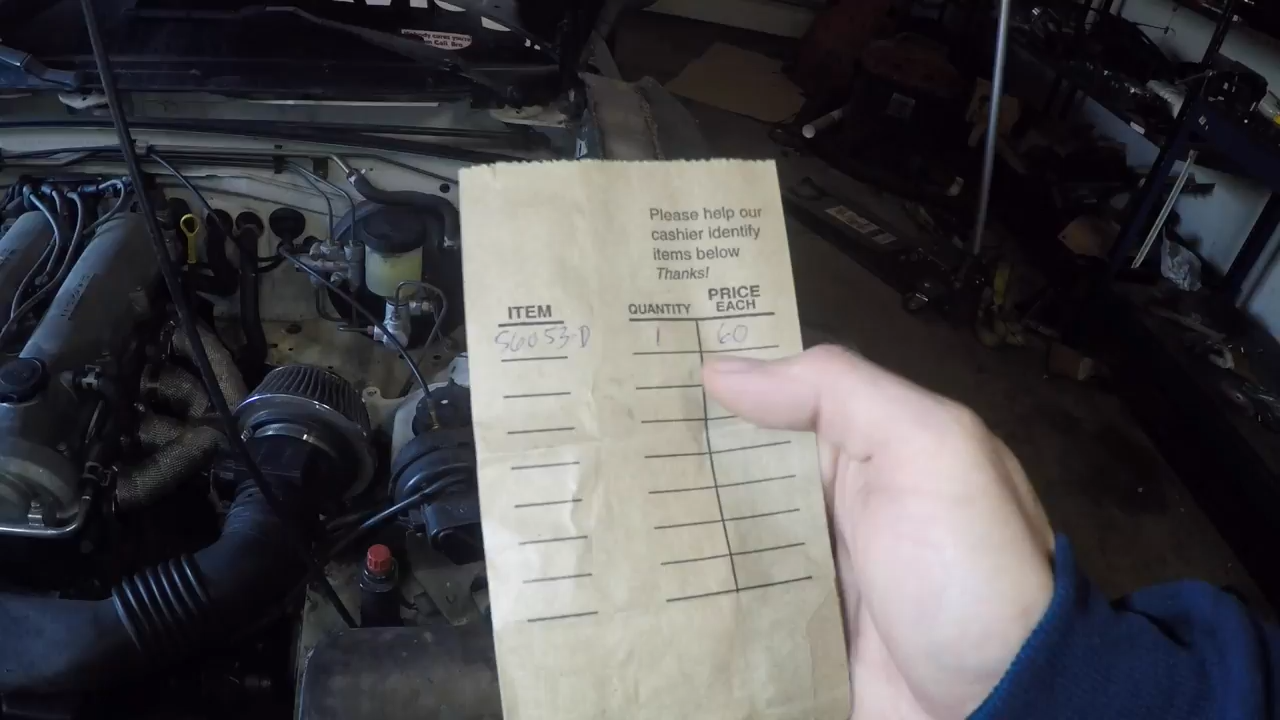 Please help our
cashier identify
items below
Thanks!
ITEM QUANTITY PRICE EACH
56053-D 1 60